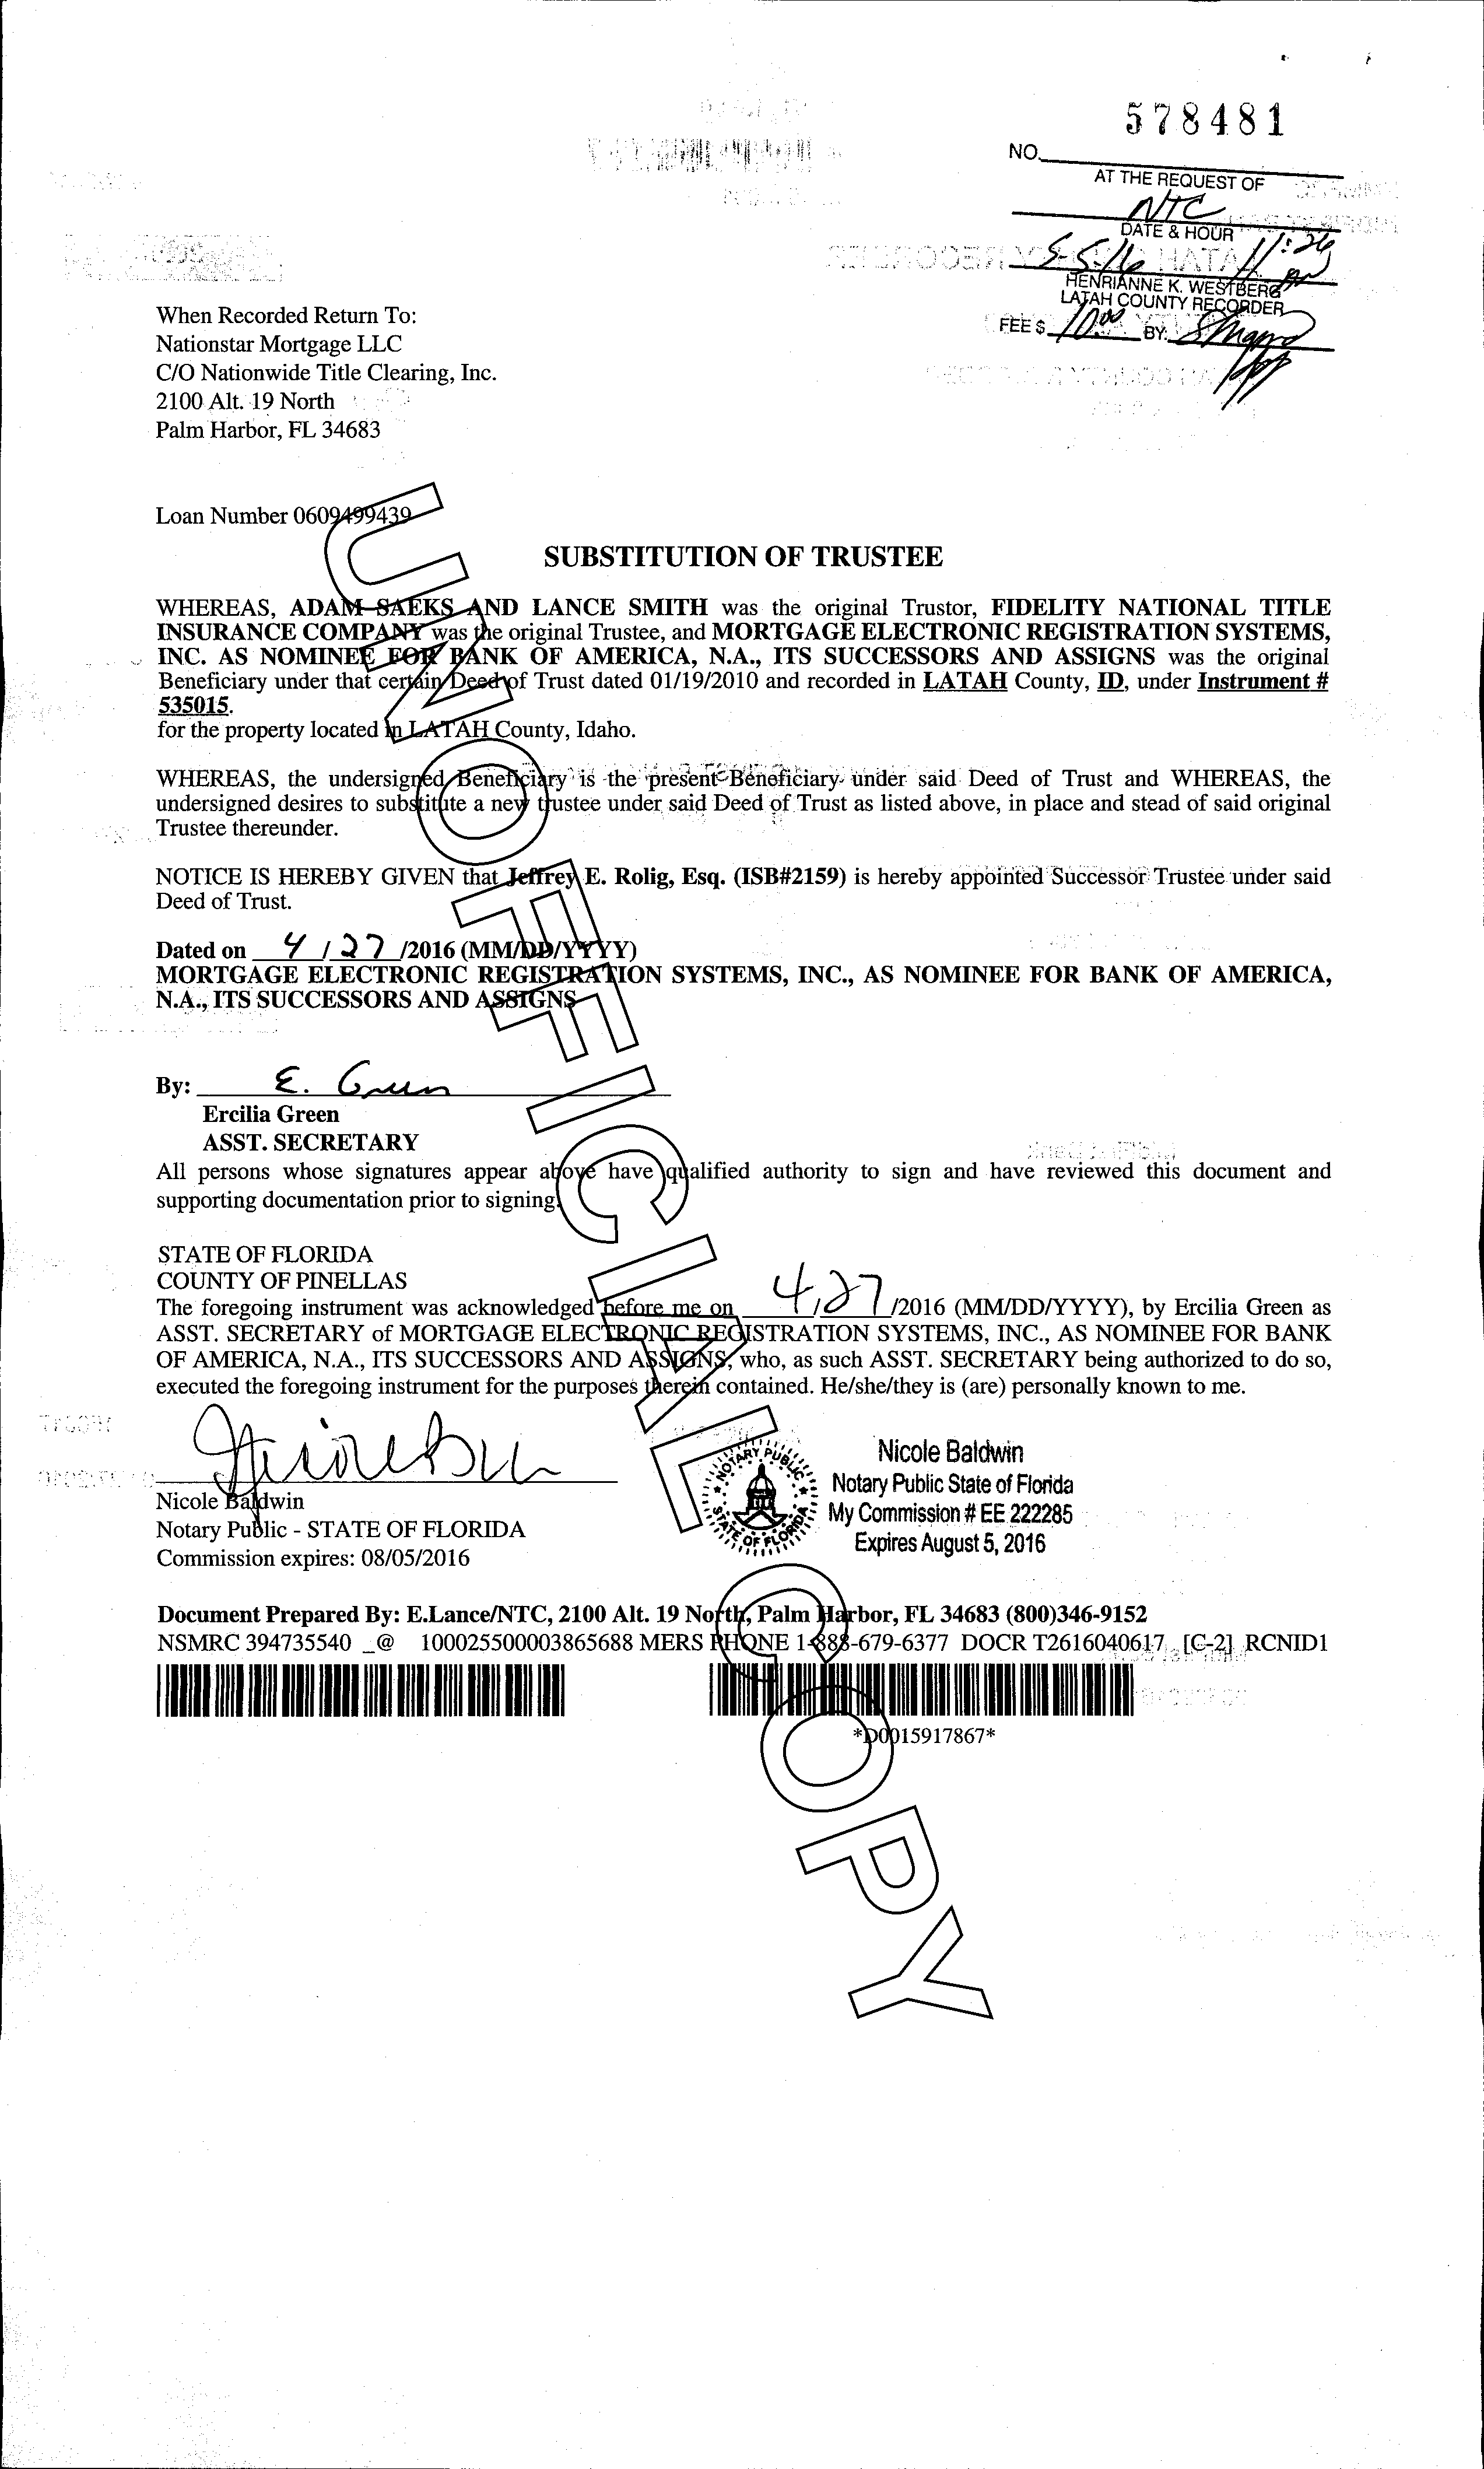 578481
NO.
AT THE REQUEST OF
NTC
DATE & HOUR
5-5-16 11:26
HENRIANNE K. WESTBERG
LATAH COUNTY RECORDER
FEE $ 10.00 BY:
When Recorded Return To:
Nationstar Mortgage LLC
C/O Nationwide Title Clearing, Inc.
2100 Alt. 19 North
Palm Harbor, FL 34683
Loan Number 0609499439
SUBSTITUTION OF TRUSTEE
WHEREAS, ADAM SAEKS AND LANCE SMITH was the original Trustor, FIDELITY NATIONAL TITLE
INSURANCE COMPANY was the original Trustee, and MORTGAGE ELECTRONIC REGISTRATION SYSTEMS,
INC. AS NOMINEE FOR BANK OF AMERICA, N.A., ITS SUCCESSORS AND ASSIGNS was the original
Beneficiary under that certain Deed of Trust dated 01/19/2010 and recorded in LATAH County, ID, under Instrument #
535015.
for the property located in LATAH County, Idaho.
WHEREAS, the undersigned Beneficiary is the present Beneficiary under said Deed of Trust and WHEREAS, the
undersigned desires to substitute a new trustee under said Deed of Trust as listed above, in place and stead of said original
Trustee thereunder.
NOTICE IS HEREBY GIVEN that Jeffrey E. Rolig, Esq. (ISB#2159) is hereby appointed Successor Trustee under said
Deed of Trust.
Dated on 4 / 27 /2016 (MM/DD/YYYY)
MORTGAGE ELECTRONIC REGISTRATION SYSTEMS, INC., AS NOMINEE FOR BANK OF AMERICA,
N.A., ITS SUCCESSORS AND ASSIGNS
By: E. Green
Ercilia Green
ASST. SECRETARY
All persons whose signatures appear above have qualified authority to sign and have reviewed this document and
supporting documentation prior to signing.
STATE OF FLORIDA
COUNTY OF PINELLAS
The foregoing instrument was acknowledged before me on 4/27/2016 (MM/DD/YYYY), by Ercilia Green as
ASST. SECRETARY of MORTGAGE ELECTRONIC REGISTRATION SYSTEMS, INC., AS NOMINEE FOR BANK
OF AMERICA, N.A., ITS SUCCESSORS AND ASSIGNS, who, as such ASST. SECRETARY being authorized to do so,
executed the foregoing instrument for the purposes therein contained. He/she/they is (are) personally known to me.
Nicole Baldwin
Notary Public - STATE OF FLORIDA
Commission expires: 08/05/2016
NOTARY PUBLIC
STATE OF FLORIDA
Nicole Baldwin
Notary Public State of Florida
My Commission # EE 222285
Expires August 5, 2016
Document Prepared By: E.Lance/NTC, 2100 Alt. 19 North, Palm Harbor, FL 34683 (800)346-9152
NSMRC 394735540 _@ 100025500003865688 MERS PHONE 1-888-679-6377 DOCR T2616040617 [C-2] RCNID1
*D0015917867*
UNOFFICIAL COPY